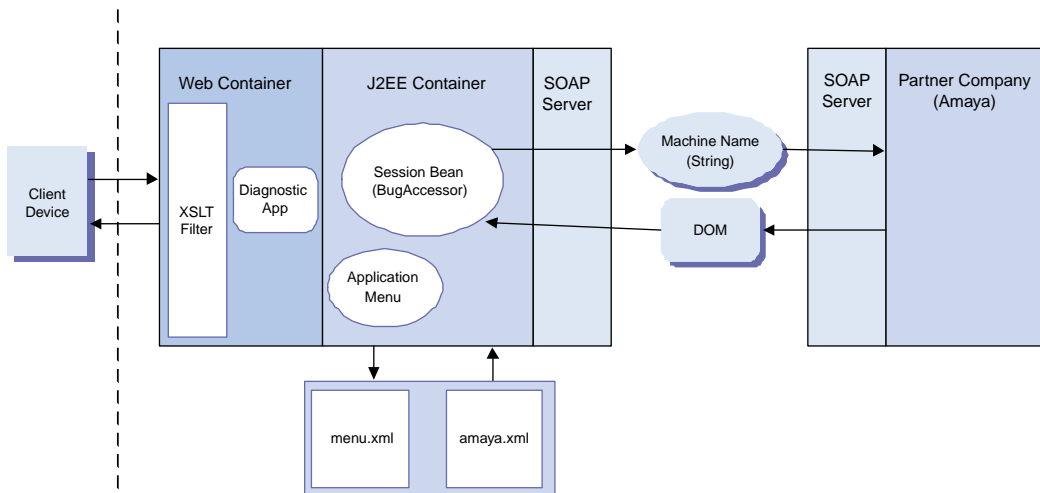 Web Container
J2EE Container
SOAP
Server
SOAP
Server
Partner Company
(Amaya)
Client
Device
XSLT
Filter
Diagnostic
App
Session Bean
(BugAccessor)
Machine Name
(String)
DOM
Application
Menu
menu.xml
amaya.xml